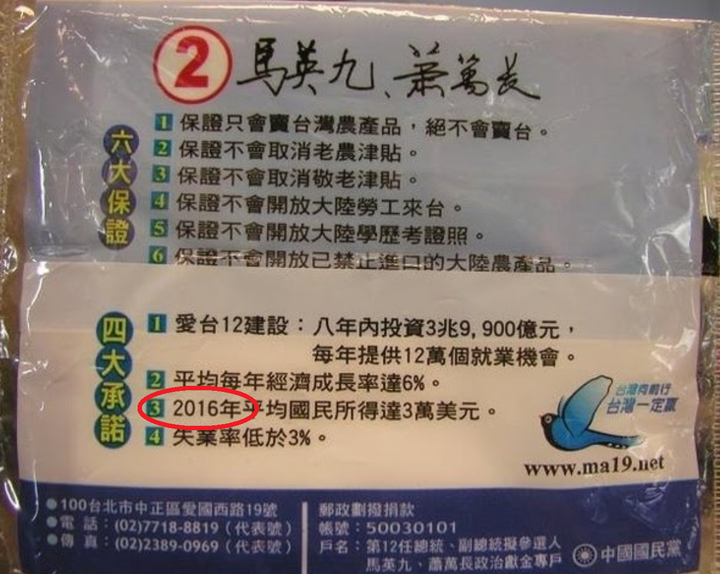 2 馬英九、蕭萬長
六大保證
1 保證只會賣台灣農產品，絕不會賣台。
2 保證不會取消老農津貼。
3 保證不會取消敬老津貼。
4 保證不會開放大陸勞工來台。
5 保證不會開放大陸學歷考證照。
6 保證不會開放已禁止進口的大陸農產品。
四大承諾
1 愛台12建設：八年內投資3兆9,900億元，
每年提供12萬個就業機會。
2 平均每年經濟成長率達6%。
3 2016年平均國民所得達3萬美元。
4 失業率低於3%。
台灣向前行
台灣一定贏
www.ma19.net
●100台北市中正區愛國西路19號
●電話：(02)7718-8819（代表號）
●傳真：(02)2389-0969（代表號）
郵政劃撥捐款
帳號：50030101
戶名：第12任總統、副總統擬參選人
馬英九、蕭萬長政治獻金專戶
中國國民黨